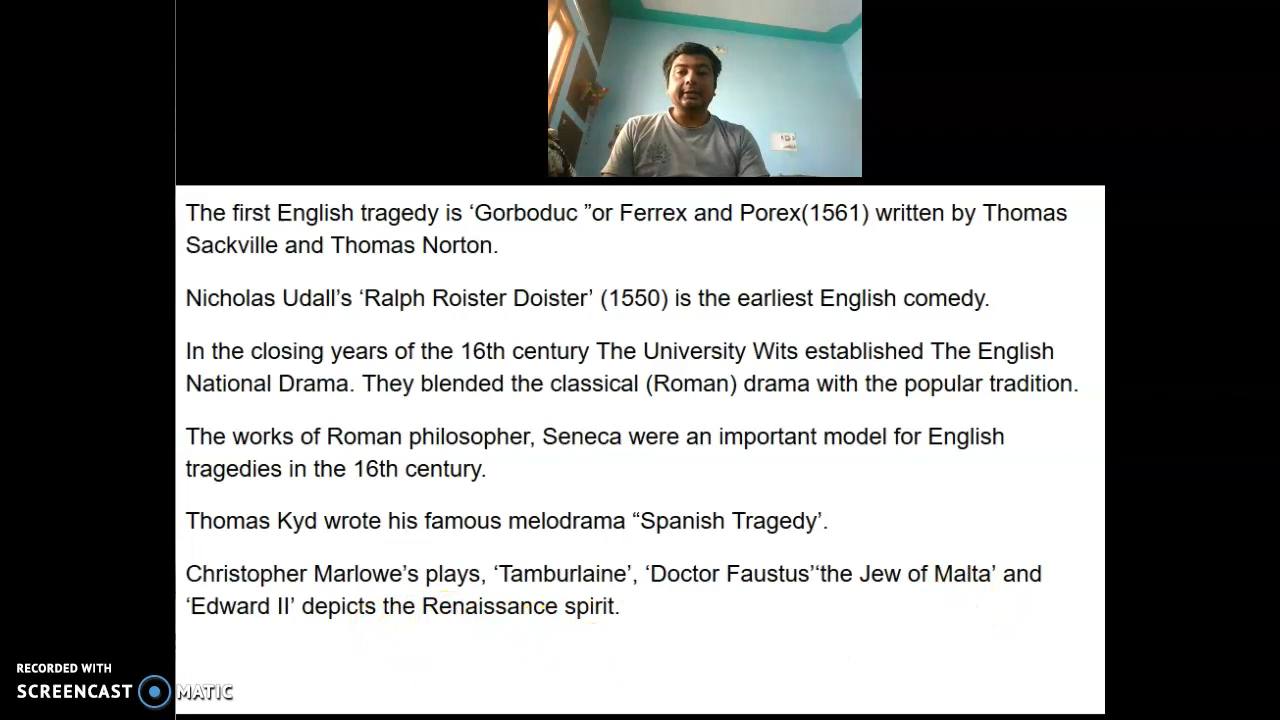 The first English tragedy is ‘Gorboduc ”or Ferrex and Porex(1561) written by Thomas
Sackville and Thomas Norton.
Nicholas Udall’s ‘Ralph Roister Doister’ (1550) is the earliest English comedy.
In the closing years of the 16th century The University Wits established The English
National Drama. They blended the classical (Roman) drama with the popular tradition.
The works of Roman philosopher, Seneca were an important model for English
tragedies in the 16th century.
Thomas Kyd wrote his famous melodrama “Spanish Tragedy’.
Christopher Marlowe’s plays, ‘Tamburlaine’, ‘Doctor Faustus’‘the Jew of Malta’ and
‘Edward II’ depicts the Renaissance spirit.
RECORDED WITH
SCREENCAST MATIC